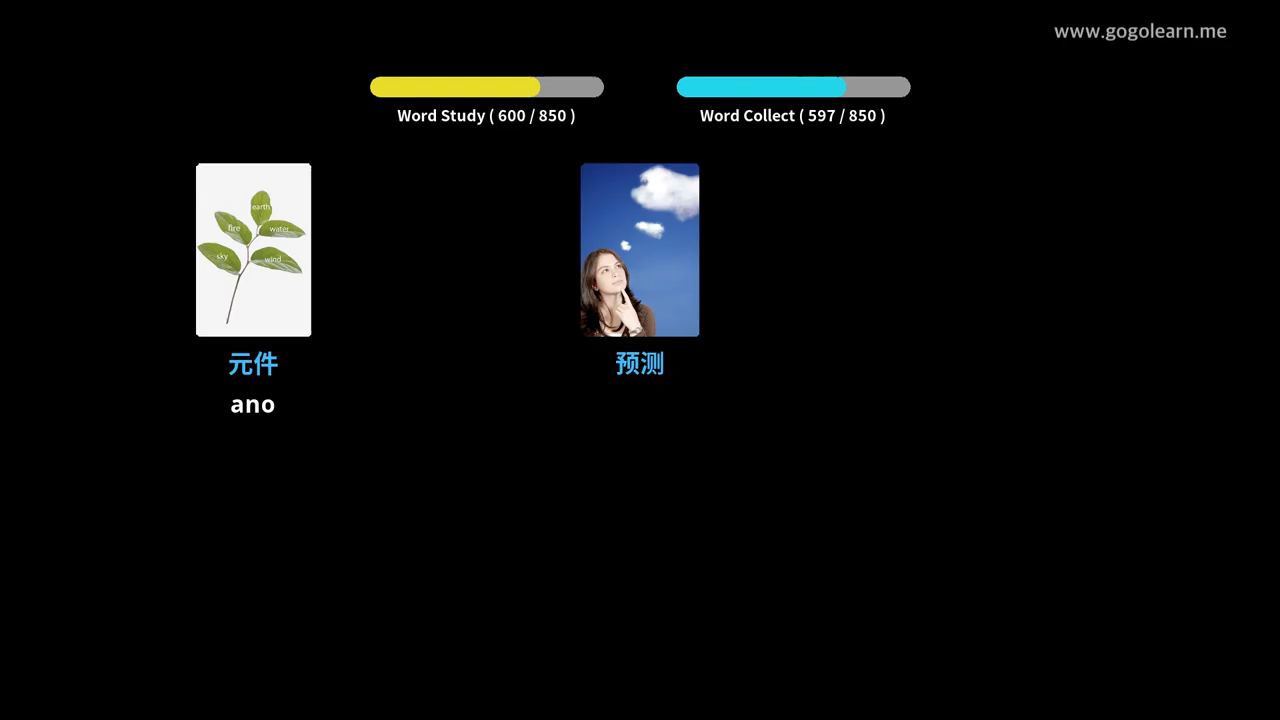 www.gogolearn.me
Word Study ( 600 / 850 )
Word Collect ( 597 / 850 )
earth
fire
water
sky
wind
元件
预测
ano